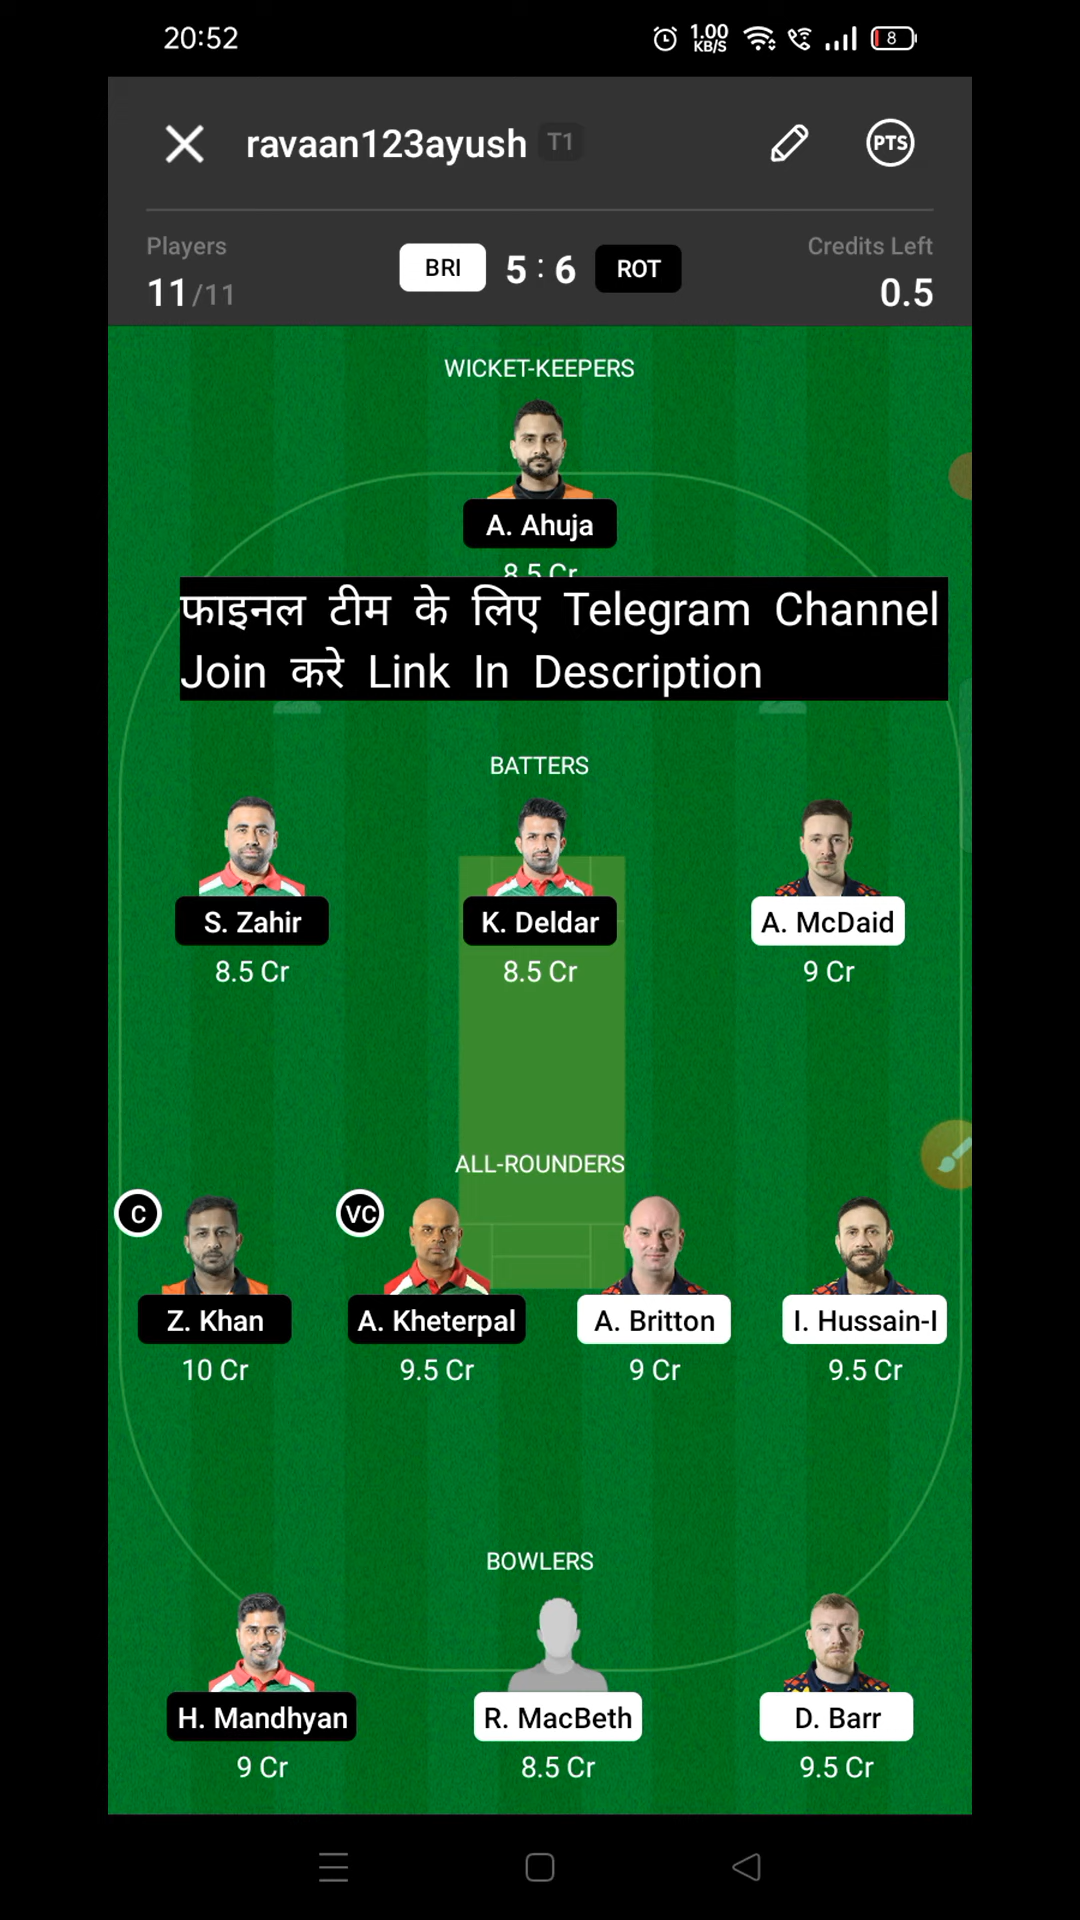 20:52
1.00 KB/S
8
ravaan123ayush T1
PTS
Players
11/11
BRI 5 : 6 ROT
Credits Left
0.5
WICKET-KEEPERS
A. Ahuja
8.5 Cr
फाइनल टीम के लिए Telegram Channel
Join करे Link In Description
BATTERS
S. Zahir K. Deldar A. McDaid
8.5 Cr 8.5 Cr 9 Cr
ALL-ROUNDERS
C VC
Z. Khan A. Kheterpal A. Britton I. Hussain-I
10 Cr 9.5 Cr 9 Cr 9.5 Cr
BOWLERS
H. Mandhyan R. MacBeth D. Barr
9 Cr 8.5 Cr 9.5 Cr